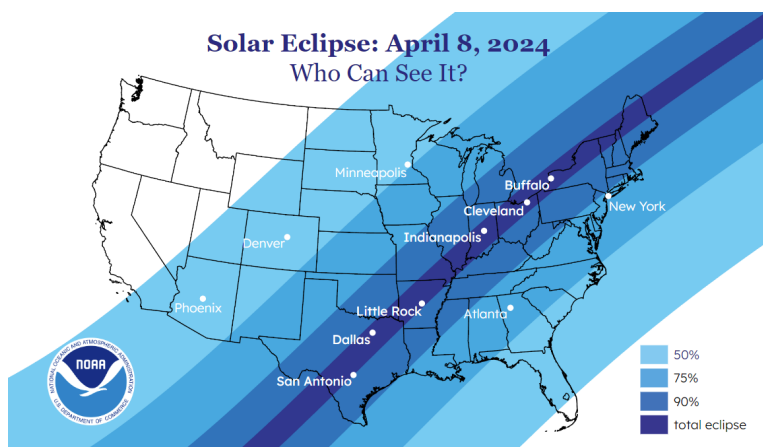 Solar Eclipse: April 8, 2024
Who Can See It?
Minneapolis
Buffalo
Cleveland
New York
Denver
Indianapolis
Phoenix
Little Rock
Atlanta
Dallas
San Antonio
NATIONAL OCEANIC AND ATMOSPHERIC ADMINISTRATION
NOAA
U.S. DEPARTMENT OF COMMERCE
50%
75%
90%
total eclipse